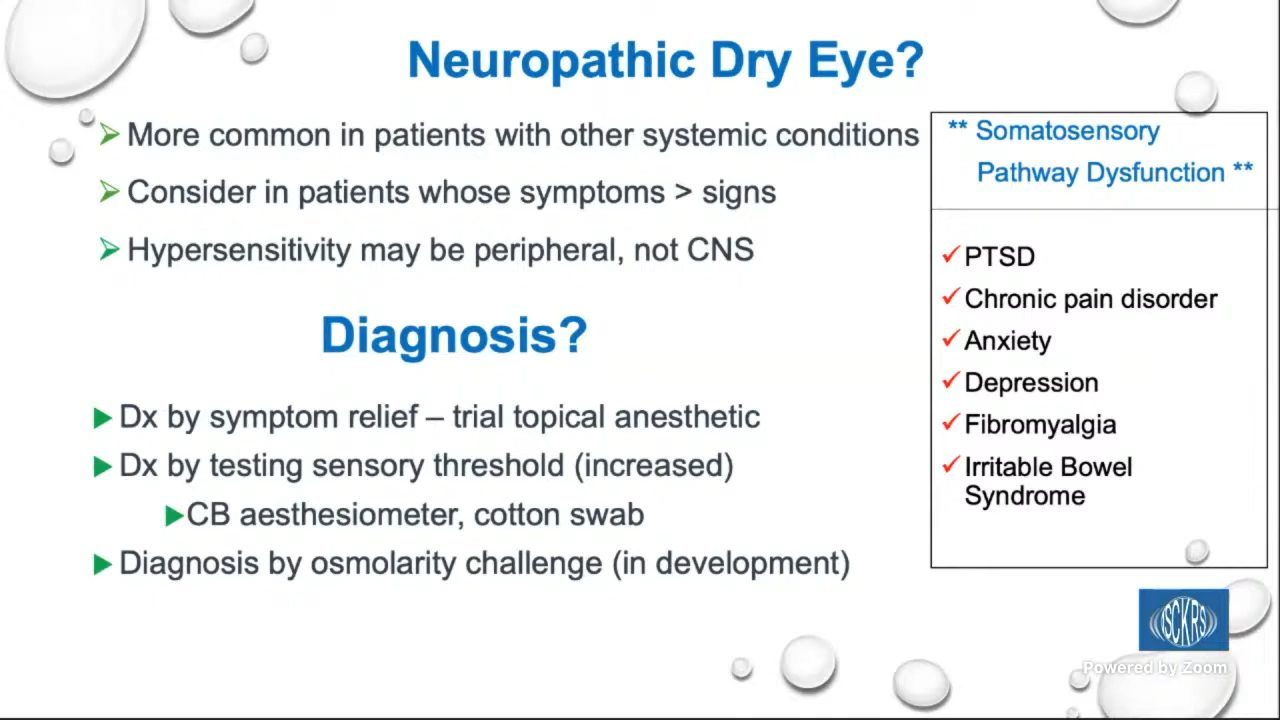 Neuropathic Dry Eye?
More common in patients with other systemic conditions
Consider in patients whose symptoms > signs
Hypersensitivity may be peripheral, not CNS
Diagnosis?
Dx by symptom relief – trial topical anesthetic
Dx by testing sensory threshold (increased)
CB aesthesiometer, cotton swab
Diagnosis by osmolarity challenge (in development)
** Somatosensory
Pathway Dysfunction **
PTSD
Chronic pain disorder
Anxiety
Depression
Fibromyalgia
Irritable Bowel
Syndrome
ISCKRS
Powered by Zoom